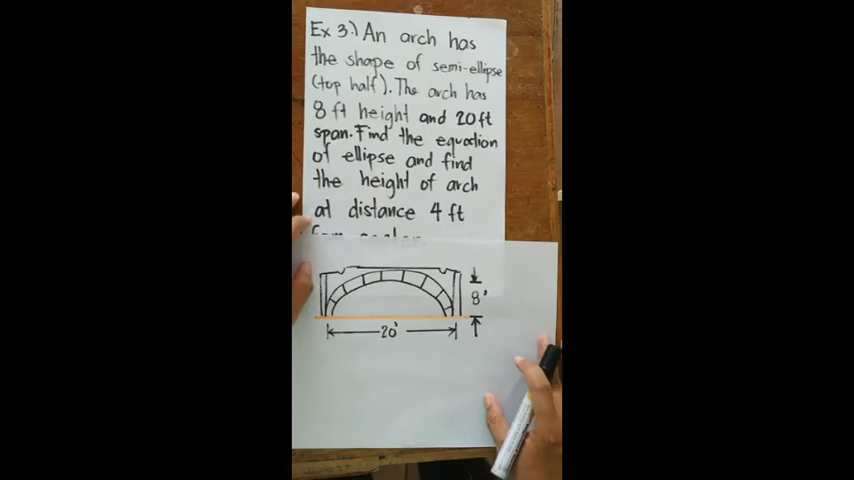 Ex 3.) An arch has
the shape of semi-ellipse
(top half). The arch has
8 ft height and 20 ft
span. Find the equation
of ellipse and find
the height of arch
at distance 4 ft
8'
20'